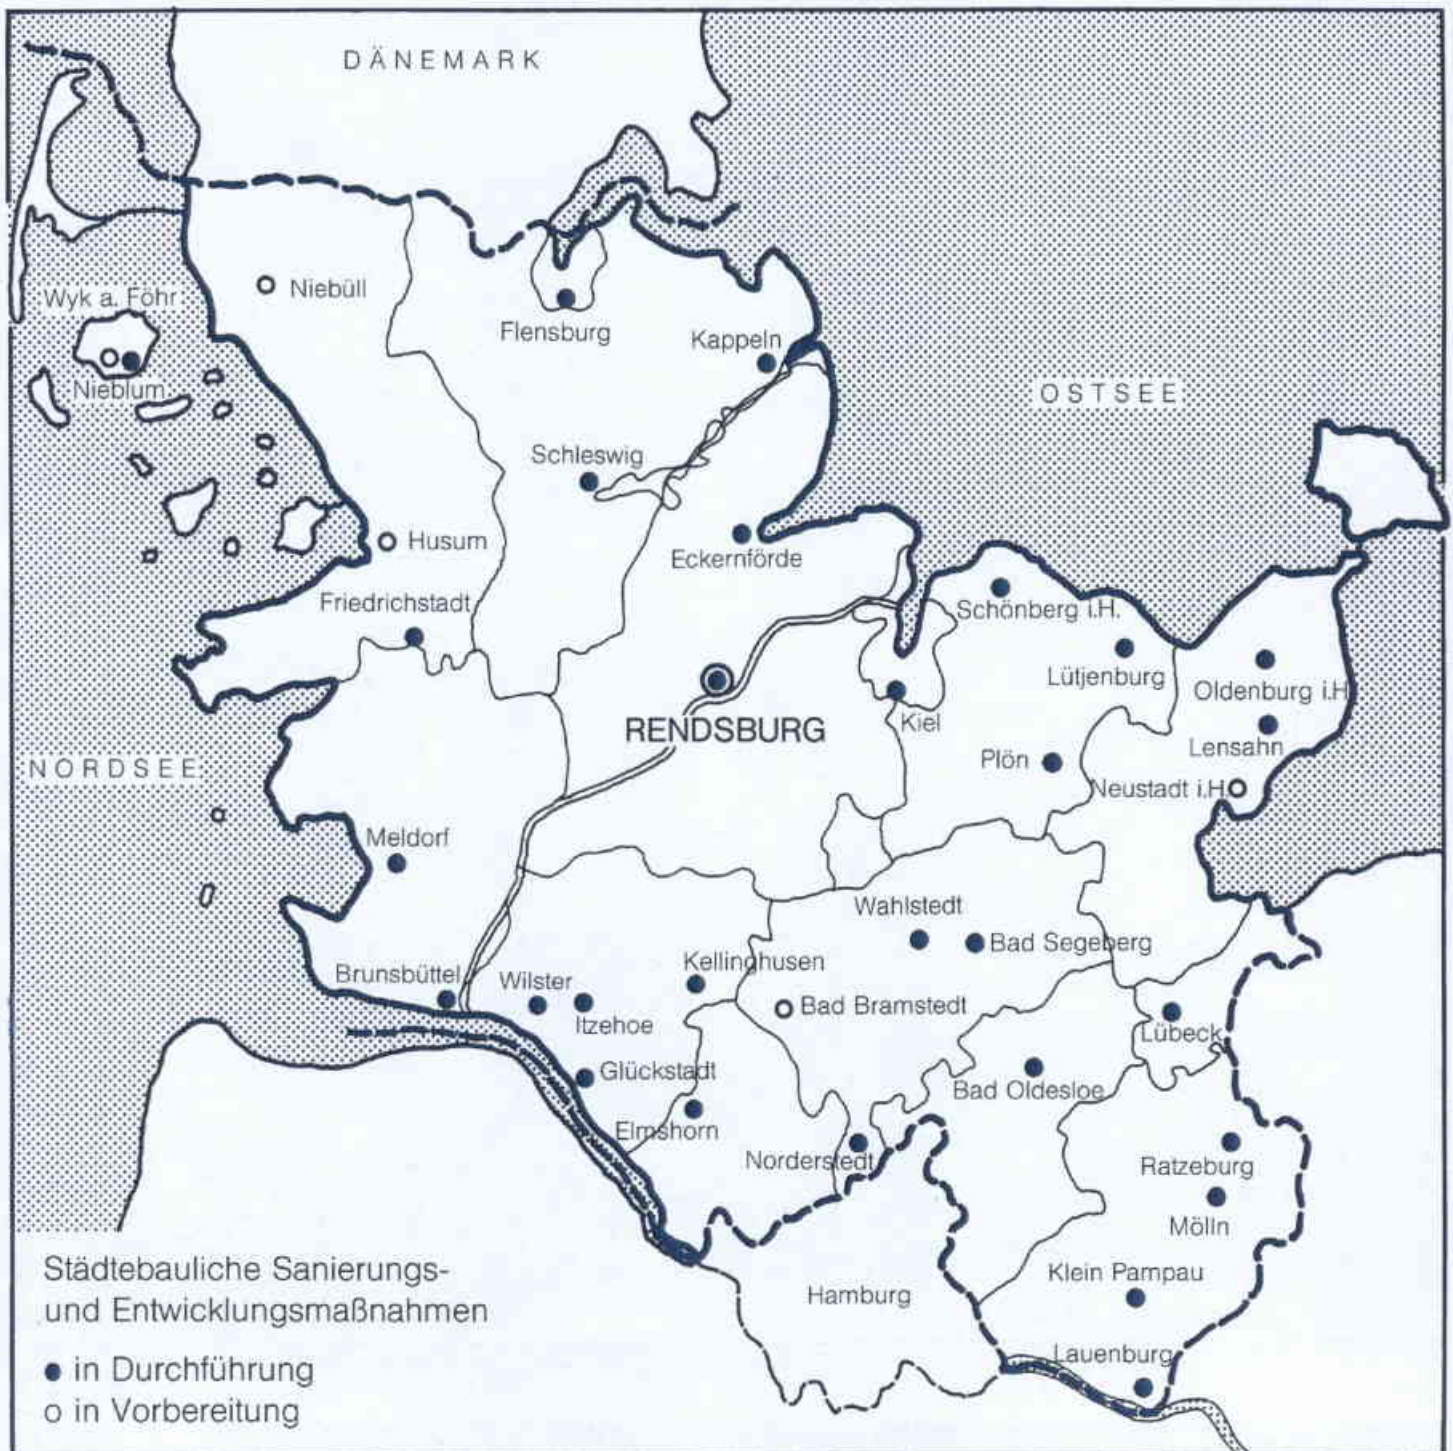 DÄNEMARK
Niebüll
Wyk a. Föhr
Flensburg
Kappeln
Nieblum
OSTSEE
Schleswig
Husum
Eckernförde
Friedrichstadt
Schönberg i.H.
Lütjenburg
Oldenburg i.H
RENDSBURG
Kiel
Lensahn
Plön
NORDSEE
Neustadt i.H
Meldorf
Wahlstedt
Bad Segeberg
Kellinghusen
Brunsbüttel
Wilster
Bad Bramstedt
Itzehoe
Lübeck
Glückstadt
Bad Oldesloe
Elmshorn
Norderstedt
Ratzeburg
Mölln
Klein Pampau
Hamburg
Lauenburg
Städtebauliche Sanierungs-
und Entwicklungsmaßnahmen
in Durchführung
in Vorbereitung